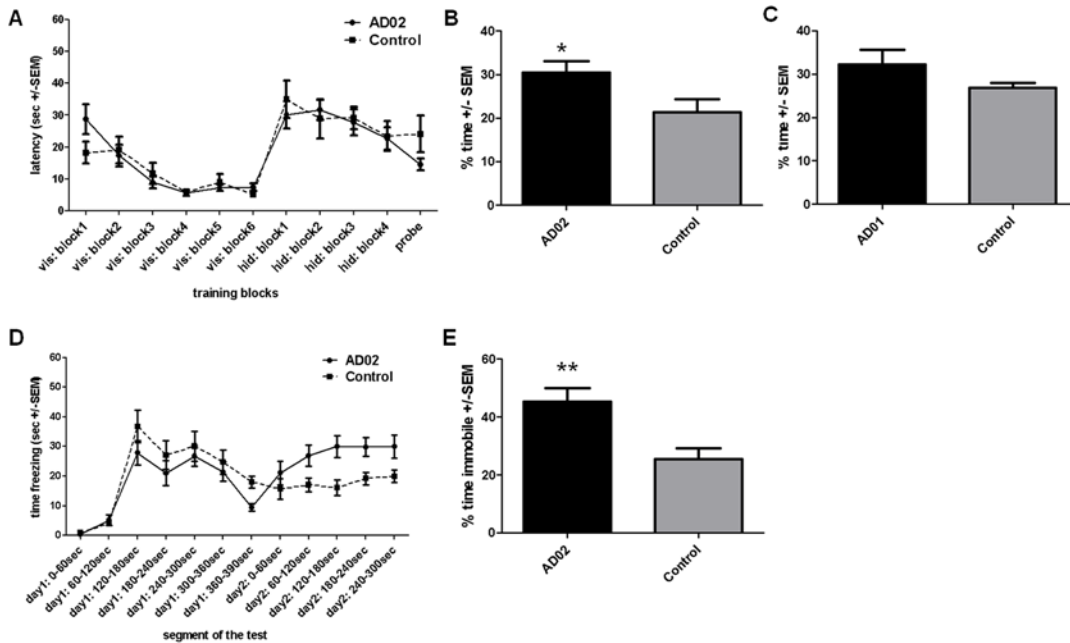 A
AD02
Control
latency (sec +/-SEM)
60
50
40
30
20
10
0
vis: block1
vis: block2
vis: block3
vis: block4
vis: block5
vis: block6
hid: block1
hid: block2
hid: block3
hid: block4
probe
training blocks
B
% time +/- SEM
40
30
20
10
0
*
AD02
Control
C
% time +/- SEM
40
30
20
10
0
AD01
Control
D
AD02
Control
time freezing (sec +/-SEM)
60
50
40
30
20
10
0
day1: 0-60sec
day1: 60-120sec
day1: 120-180sec
day1: 180-240sec
day1: 240-300sec
day1: 300-360sec
day1: 360-390sec
day2: 0-60sec
day2: 60-120sec
day2: 120-180sec
day2: 180-240sec
day2: 240-300sec
segment of the test
E
% time immobile +/-SEM
60
40
20
0
**
AD02
Control